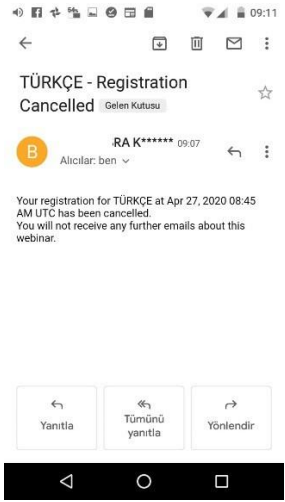 09:11
TÜRKÇE - Registration
Cancelled Gelen Kutusu
B
RA K****** 09:07
Alıcılar: ben
Your registration for TÜRKÇE at Apr 27, 2020 08:45
AM UTC has been cancelled.
You will not receive any further emails about this
webinar.
Yanıtla
Tümünü
yanıtla
Yönlendir